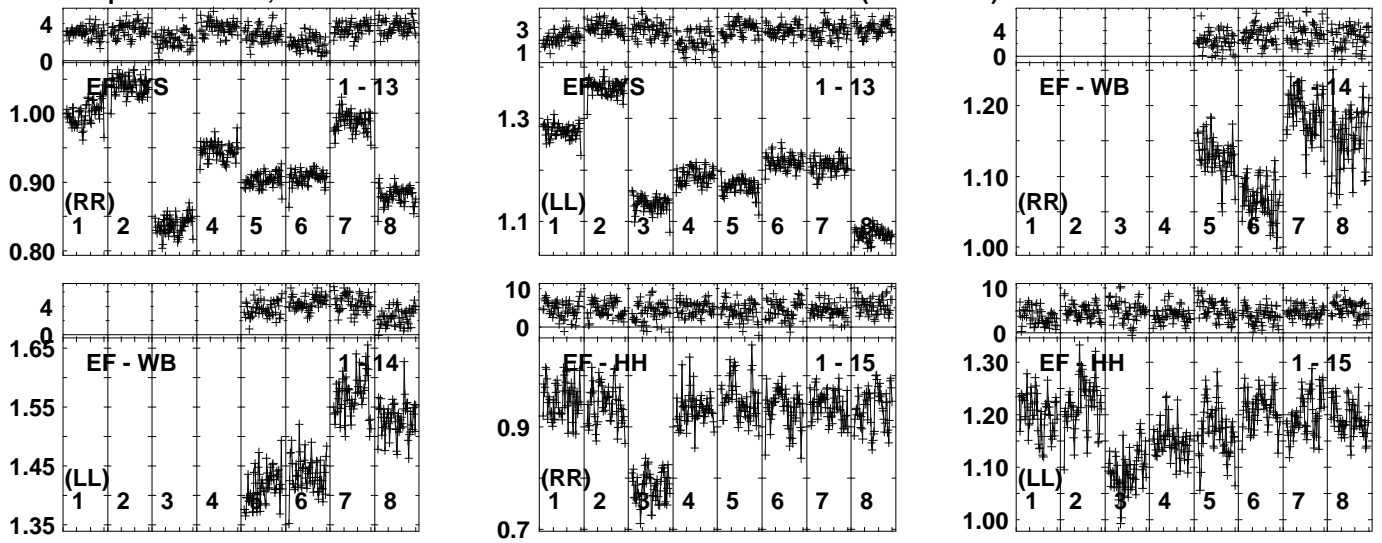 4
0
EF - YS 1 - 13
1.00
0.90
(RR)
1 2 3 4 5 6 7 8
0.80
3
1
EF - YS 1 - 13
1.3
(LL)
1.1
1 2 3 4 5 6 7 8
4
0
EF - WB 1 - 14
1.20
1.10
(RR)
1 2 3 4 5 6 7 8
1.00
4
0
1.65
EF - WB 1 - 14
1.55
1.45
(LL)
1 2 3 4 5 6 7 8
1.35
10
0
EF - HH 1 - 15
0.9
(RR)
1 2 3 4 5 6 7 8
0.7
10
0
EF - HH 1 - 15
1.30
1.20
1.10
(LL)
1 2 3 4 5 6 7 8
1.00